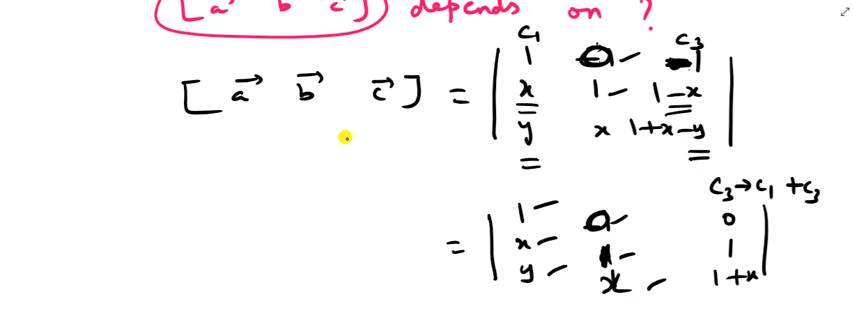 [a⃗ b⃗ c⃗] depends on ?
C₁ C₃
| 1 0 -1 |
[a⃗ b⃗ c⃗] = | x 1 1-x |
| y x 1+x-y |
C₃→C₁+C₃
| 1 0 0 |
= | x 1 1 |
| y x 1+x |